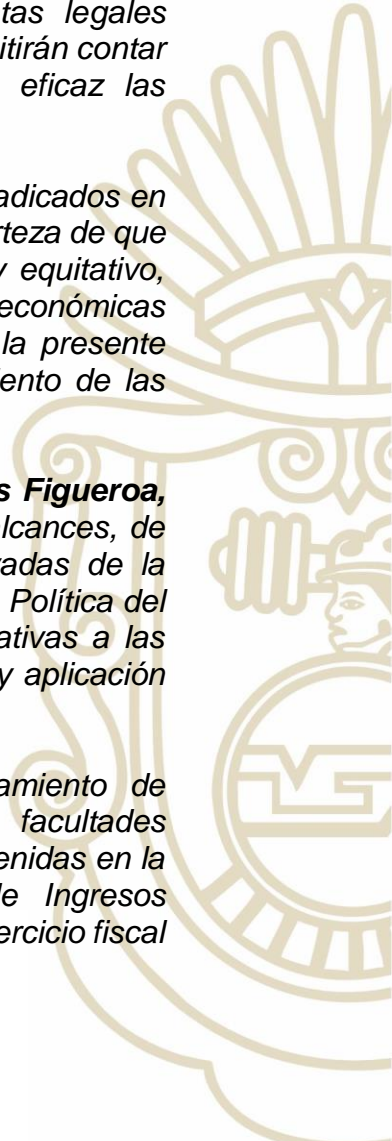 tas legales
itirán contar
eficaz las
adicados en
rteza de que
y equitativo,
económicas
la presente
ento de las
s Figueroa,
alcances, de
adas de la
Política del
ativas a las
y aplicación
amiento de
facultades
enidas en la
de Ingresos
ercicio fiscal